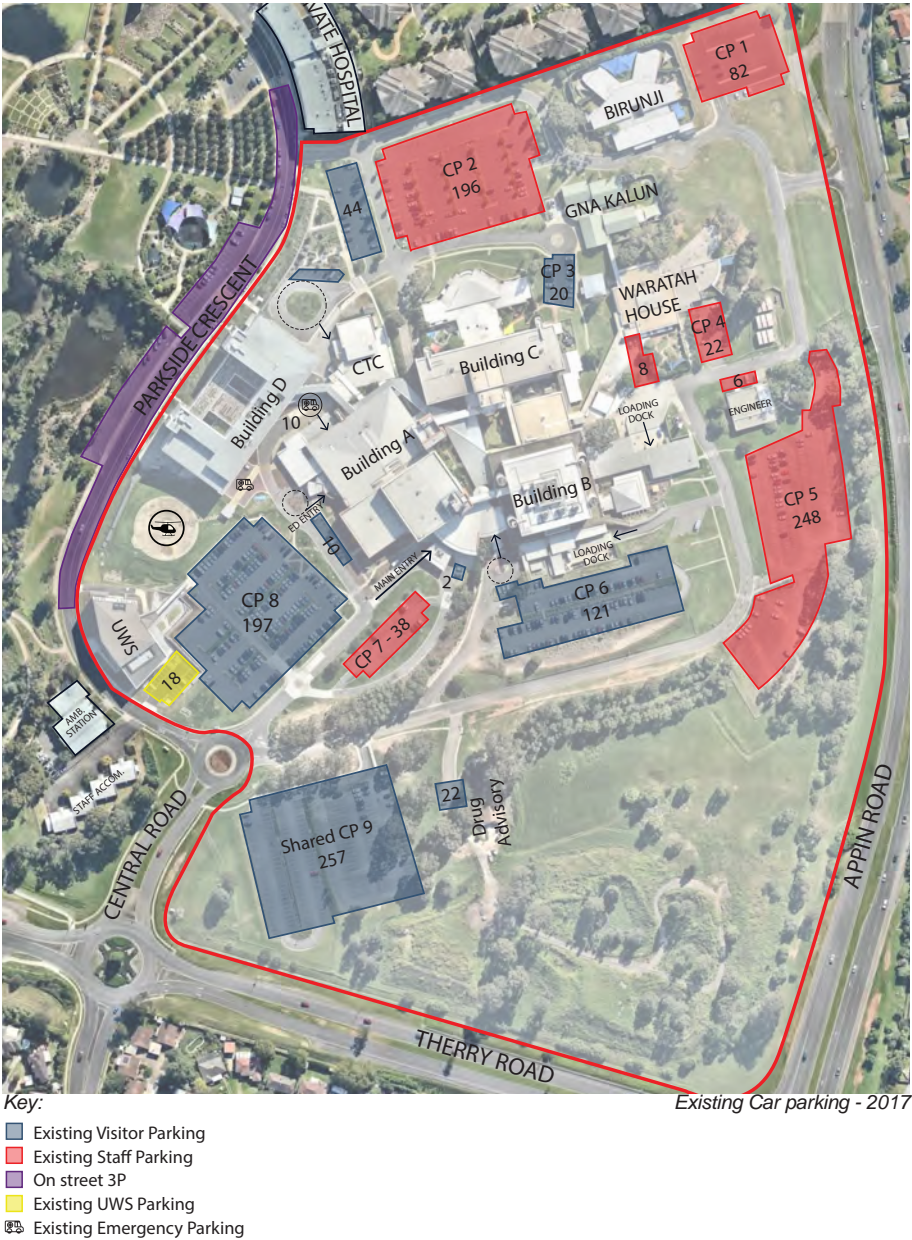 VATE HOSPITAL
CP 1
82
BIRUNJI
CP 2
196
44
GNA KALUN
CP 3
20
WARATAH
HOUSE
CP 4
22
PARKSIDE CRESCENT
CTC
Building C
8
6
ENGINEER
Building D
10
LOADING
DOCK
Building A
Building B
CP 5
248
ED ENTRY
10
LOADING
DOCK
MAIN ENTRY
2
CP 6
121
CP 8
197
UWS
CP 7 - 38
18
AMB.
STATION
STAFF ACCOM.
CENTRAL ROAD
Shared CP 9
257
22
Drug
Advisory
APPIN ROAD
THERRY ROAD
Key:
Existing Car parking - 2017
Existing Visitor Parking
Existing Staff Parking
On street 3P
Existing UWS Parking
Existing Emergency Parking